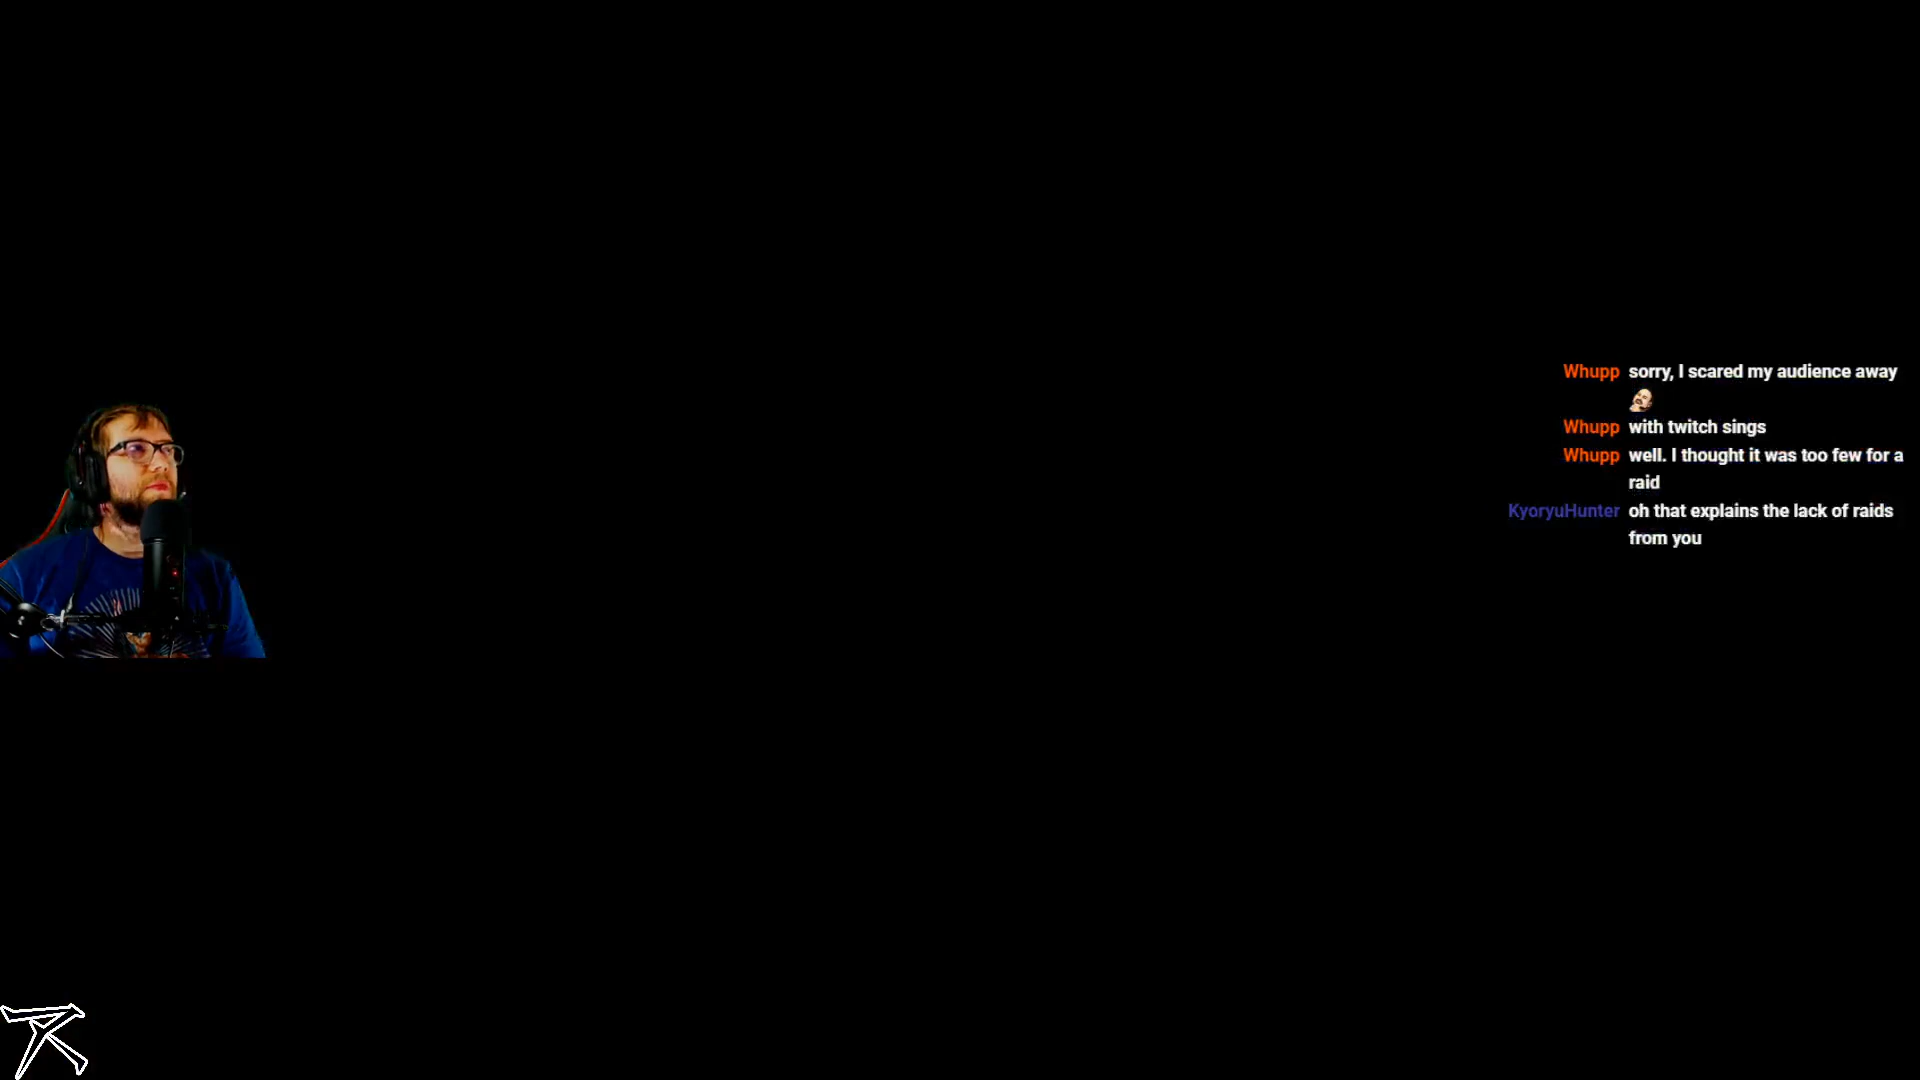 Whupp sorry, I scared my audience away
Whupp with twitch sings
Whupp well. I thought it was too few for a
raid
KyoryuHunter oh that explains the lack of raids
from you